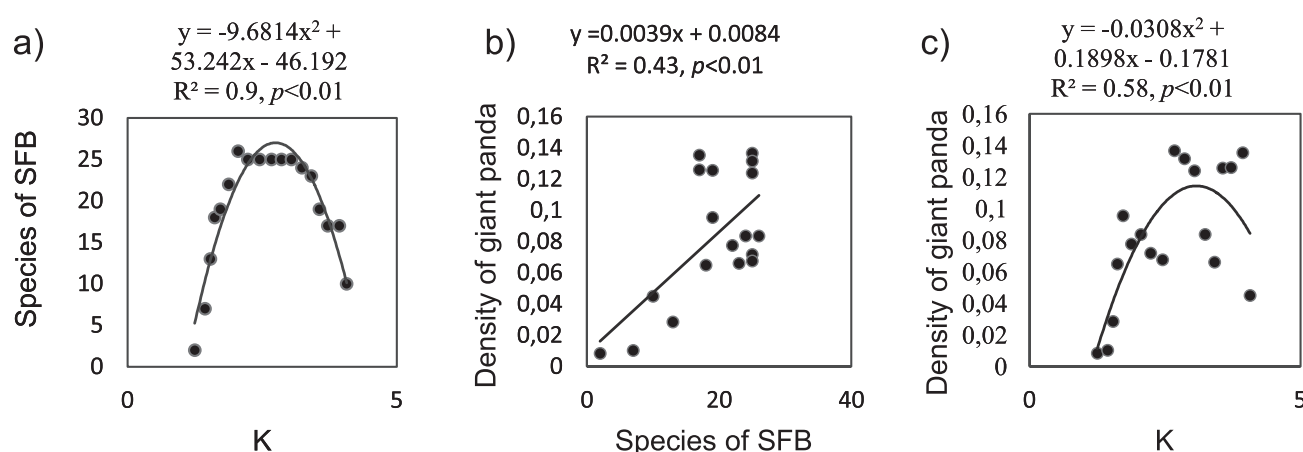 a)
y = -9.6814x² +
53.242x - 46.192
R² = 0.9, p<0.01
Species of SFB
30
25
20
15
10
5
0
0
5
K
b)
y =0.0039x + 0.0084
R² = 0.43, p<0.01
Density of giant panda
0,16
0,14
0,12
0,1
0,08
0,06
0,04
0,02
0
0
20
40
Species of SFB
c)
y = -0.0308x² +
0.1898x - 0.1781
R² = 0.58, p<0.01
Density of giant panda
0,16
0,14
0,12
0,1
0,08
0,06
0,04
0,02
0
0
5
K